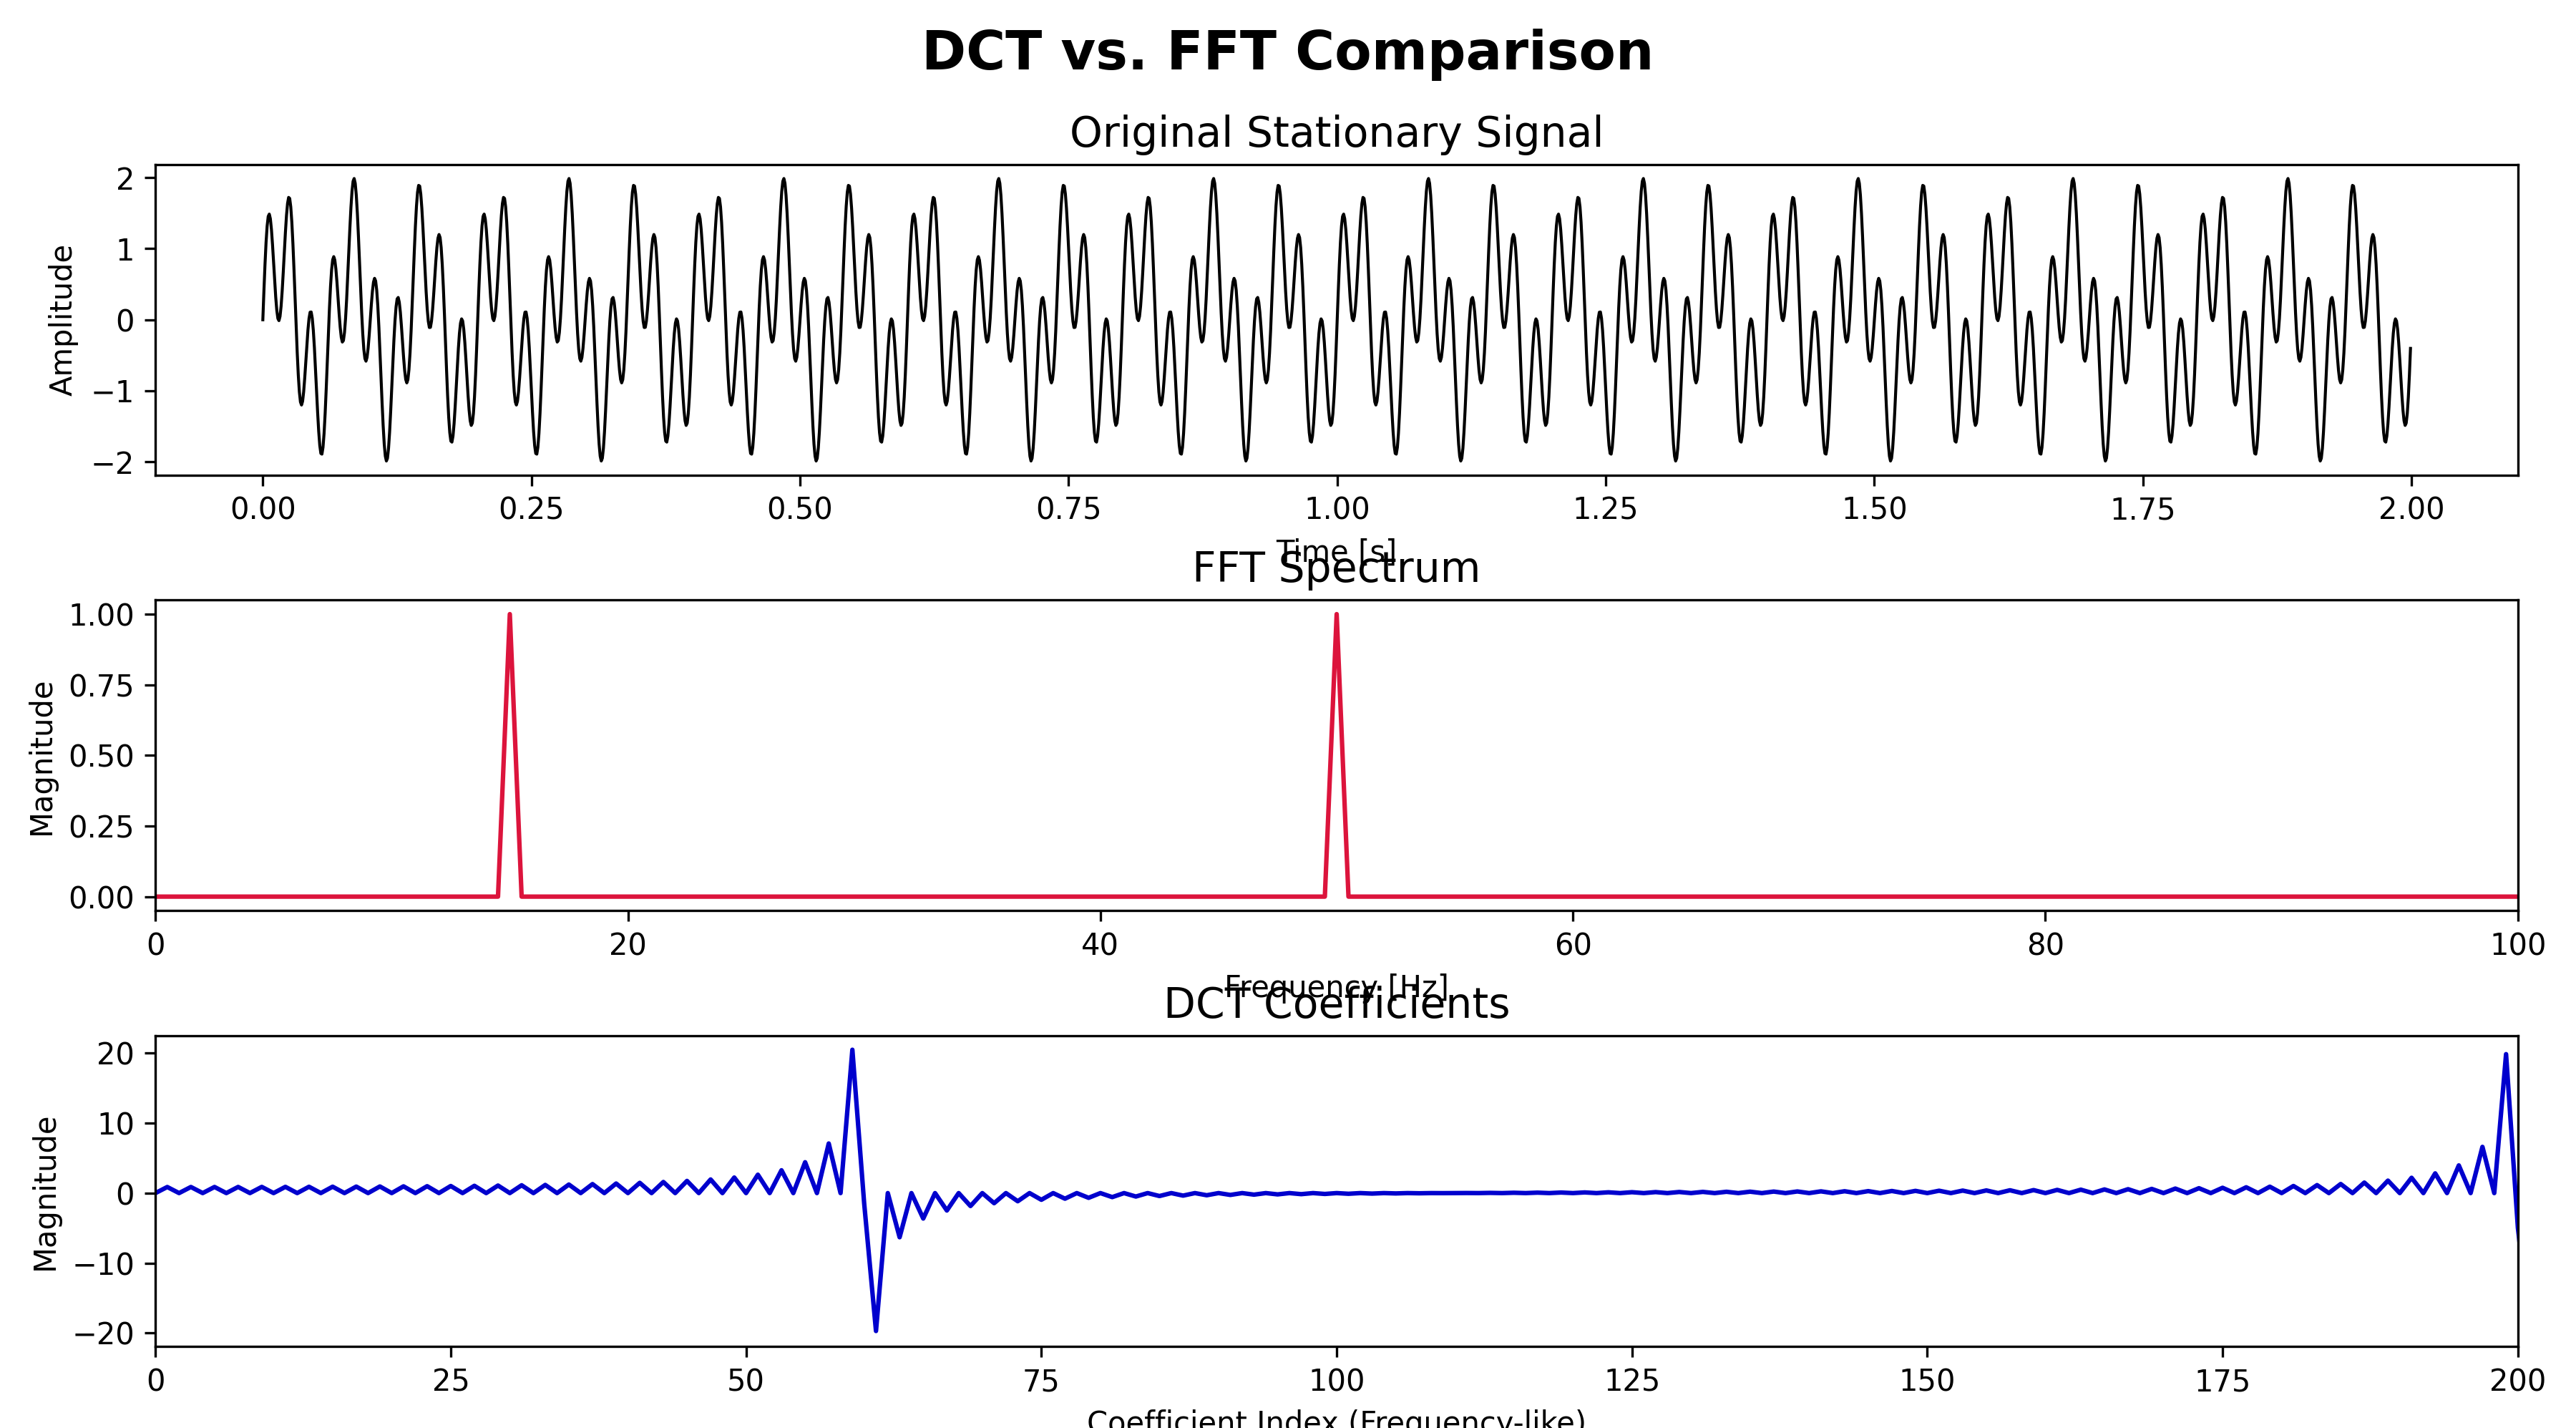 DCT vs. FFT Comparison
Original Stationary Signal
Amplitude
2
1
0
−1
−2
0.00 0.25 0.50 0.75 1.00 1.25 1.50 1.75 2.00
Time [s]
FFT Spectrum
Magnitude
1.00
0.75
0.50
0.25
0.00
0 20 40 60 80 100
Frequency [Hz]
DCT Coefficients
Magnitude
20
10
0
−10
−20
0 25 50 75 100 125 150 175 200
Coefficient Index (Frequency-like)